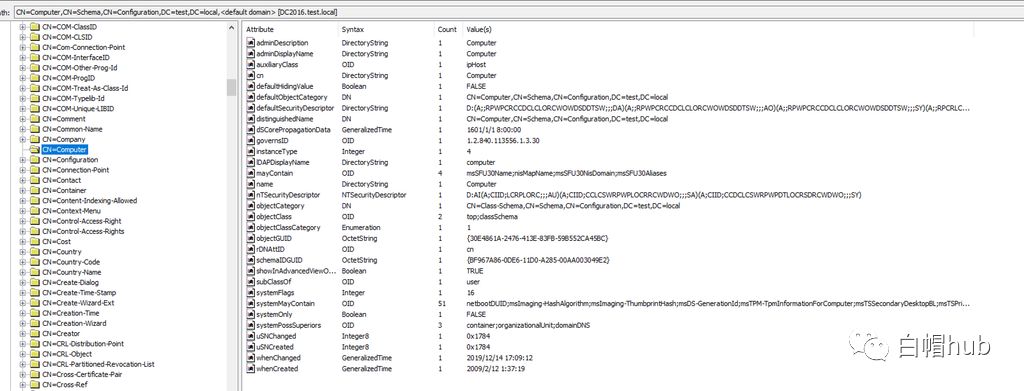 ath: CN=Computer,CN=Schema,CN=Configuration,DC=test,DC=local,<default domain> [DC2016.test.local]
CN=COM-ClassID
CN=COM-CLSID
CN=Com-Connection-Point
CN=COM-InterfaceID
CN=COM-Other-Prog-Id
CN=COM-ProgID
CN=COM-Treat-As-Class-Id
CN=COM-Typelib-Id
CN=COM-Unique-LIBID
CN=Comment
CN=Common-Name
CN=Company
CN=Computer
CN=Configuration
CN=Connection-Point
CN=Contact
CN=Container
CN=Content-Indexing-Allowed
CN=Context-Menu
CN=Control-Access-Right
CN=Control-Access-Rights
CN=Cost
CN=Country
CN=Country-Code
CN=Country-Name
CN=Create-Dialog
CN=Create-Time-Stamp
CN=Create-Wizard-Ext
CN=Creation-Time
CN=Creation-Wizard
CN=Creator
CN=CRL-Distribution-Point
CN=CRL-Object
CN=CRL-Partitioned-Revocation-List
CN=Cross-Certificate-Pair
CN=Cross-Ref
Attribute Syntax Count Value(s)
adminDescription DirectoryString 1 Computer
adminDisplayName DirectoryString 1 Computer
auxiliaryClass OID 1 ipHost
cn DirectoryString 1 Computer
defaultHidingValue Boolean 1 FALSE
defaultObjectCategory DN 1 CN=Computer,CN=Schema,CN=Configuration,DC=test,DC=local
defaultSecurityDescriptor DirectoryString 1 D:(A;;RPWPCRCCDCLCLORCWOWDSDDTSW;;;DA)(A;;RPWPCRCCDCLCLORCWOWDSDDTSW;;;AO)(A;;RPWPCRCCDCLCLORCWOWDSDDTSW;;;SY)(A;;RPCRLC...
distinguishedName DN 1 CN=Computer,CN=Schema,CN=Configuration,DC=test,DC=local
dSCorePropagationData GeneralizedTime 1 1601/1/1 8:00:00
governsID OID 1 1.2.840.113556.1.3.30
instanceType Integer 1 4
lDAPDisplayName DirectoryString 1 computer
mayContain OID 4 msSFU30Name;nisMapName;msSFU30NisDomain;msSFU30Aliases
name DirectoryString 1 Computer
nTSecurityDescriptor NTSecurityDescriptor 1 D:AI(A;CIID;LCRPLORC;;;AU)(A;CIID;CCLCSWRPWPLOCRRCWDWO;;;SA)(A;CIID;CCDCLCSWRPWPDTLOCRSDRCWDWO;;;SY)
objectCategory DN 1 CN=Class-Schema,CN=Schema,CN=Configuration,DC=test,DC=local
objectClass OID 2 top;classSchema
objectClassCategory Enumeration 1 1
objectGUID OctetString 1 {30E4861A-2476-413E-83FB-59B552CA45BC}
rDNAttID OID 1 cn
schemaIDGUID OctetString 1 {BF967A86-0DE6-11D0-A285-00AA003049E2}
showInAdvancedViewO... Boolean 1 TRUE
subClassOf OID 1 user
systemFlags Integer 1 16
systemMayContain OID 51 netbootDUID;msImaging-HashAlgorithm;msImaging-ThumbprintHash;msDS-GenerationId;msTPM-TpmInformationForComputer;msTSSecondaryDesktopBL;msTSPri...
systemOnly Boolean 1 FALSE
systemPossSuperiors OID 3 container;organizationalUnit;domainDNS
uSNChanged Integer8 1 0x1784
uSNCreated Integer8 1 0x1784
whenChanged GeneralizedTime 1 2019/12/14 17:09:12
whenCreated GeneralizedTime 1 2009/2/12 1:37:19
白帽hub